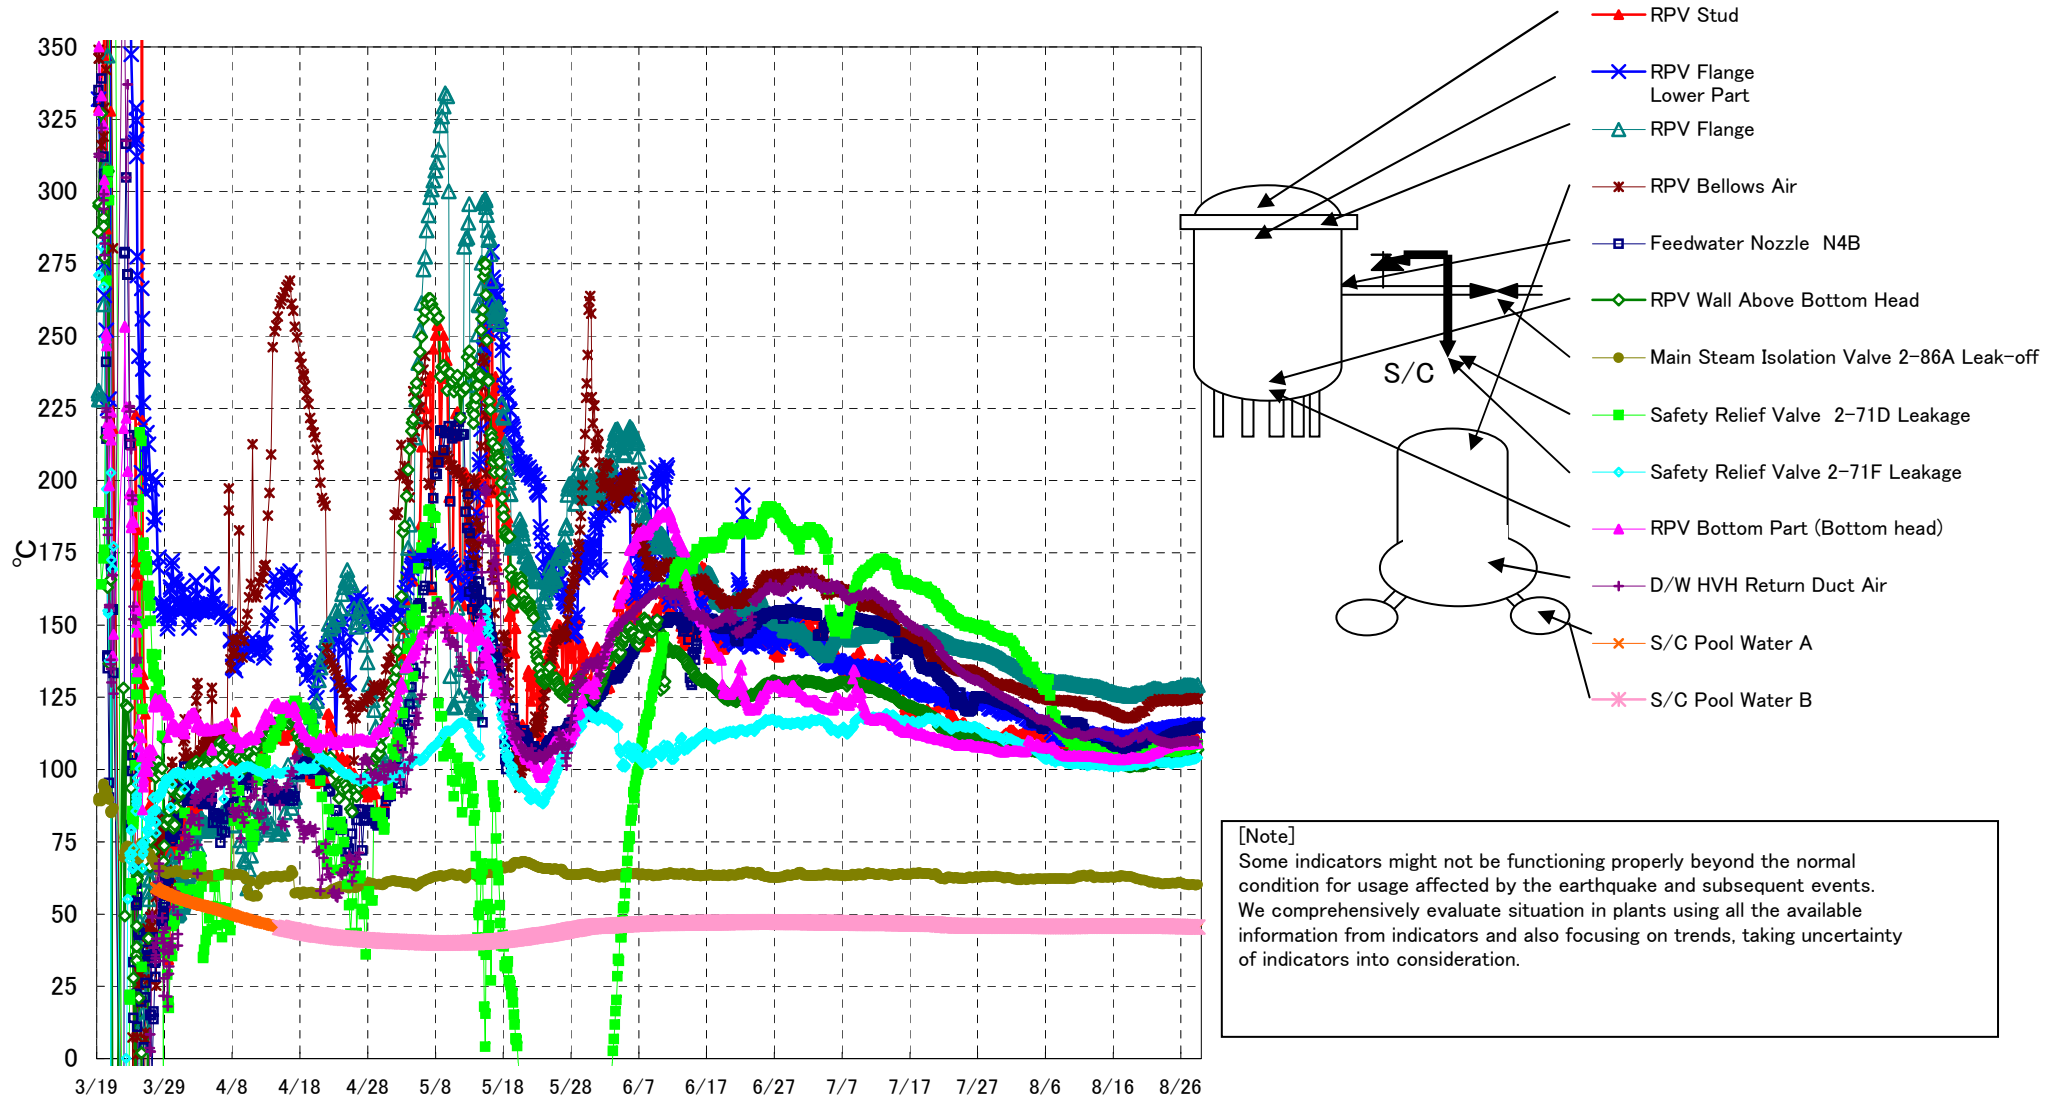 350
325
300
275
250
225
200
175
150
125
100
75
50
25
0
℃
3/19 3/29 4/8 4/18 4/28 5/8 5/18 5/28 6/7 6/17 6/27 7/7 7/17 7/27 8/6 8/16 8/26
RPV Stud
RPV Flange
Lower Part
RPV Flange
RPV Bellows Air
Feedwater Nozzle N4B
RPV Wall Above Bottom Head
Main Steam Isolation Valve 2-86A Leak-off
Safety Relief Valve 2-71D Leakage
Safety Relief Valve 2-71F Leakage
RPV Bottom Part (Bottom head)
D/W HVH Return Duct Air
S/C Pool Water A
S/C Pool Water B
S/C
[Note]
Some indicators might not be functioning properly beyond the normal
condition for usage affected by the earthquake and subsequent events.
We comprehensively evaluate situation in plants using all the available
information from indicators and also focusing on trends, taking uncertainty
of indicators into consideration.